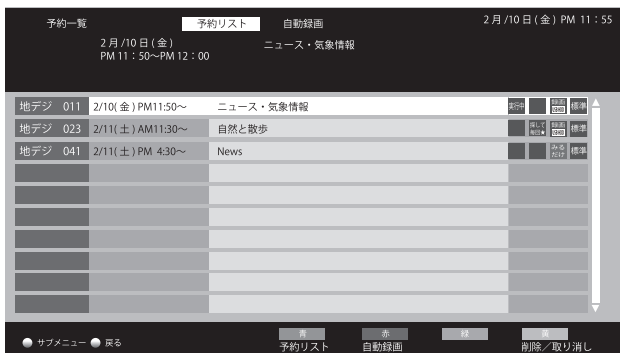 予約一覧 予約リスト 自動録画 2月/10日(金) PM 11:55
2月/10日(金) ニュース・気象情報
PM 11:50～PM 12:00
地デジ 011 2/10(金) PM11:50～ ニュース・気象情報 実行中 録画 標準
地デジ 023 2/11(土) AM11:30～ 自然と散歩 探して毎回★ 録画 標準
地デジ 041 2/11(土) PM 4:30～ News みるだけ 標準
青 赤 緑 黄
サブメニュー 戻る 予約リスト 自動録画 削除／取り消し